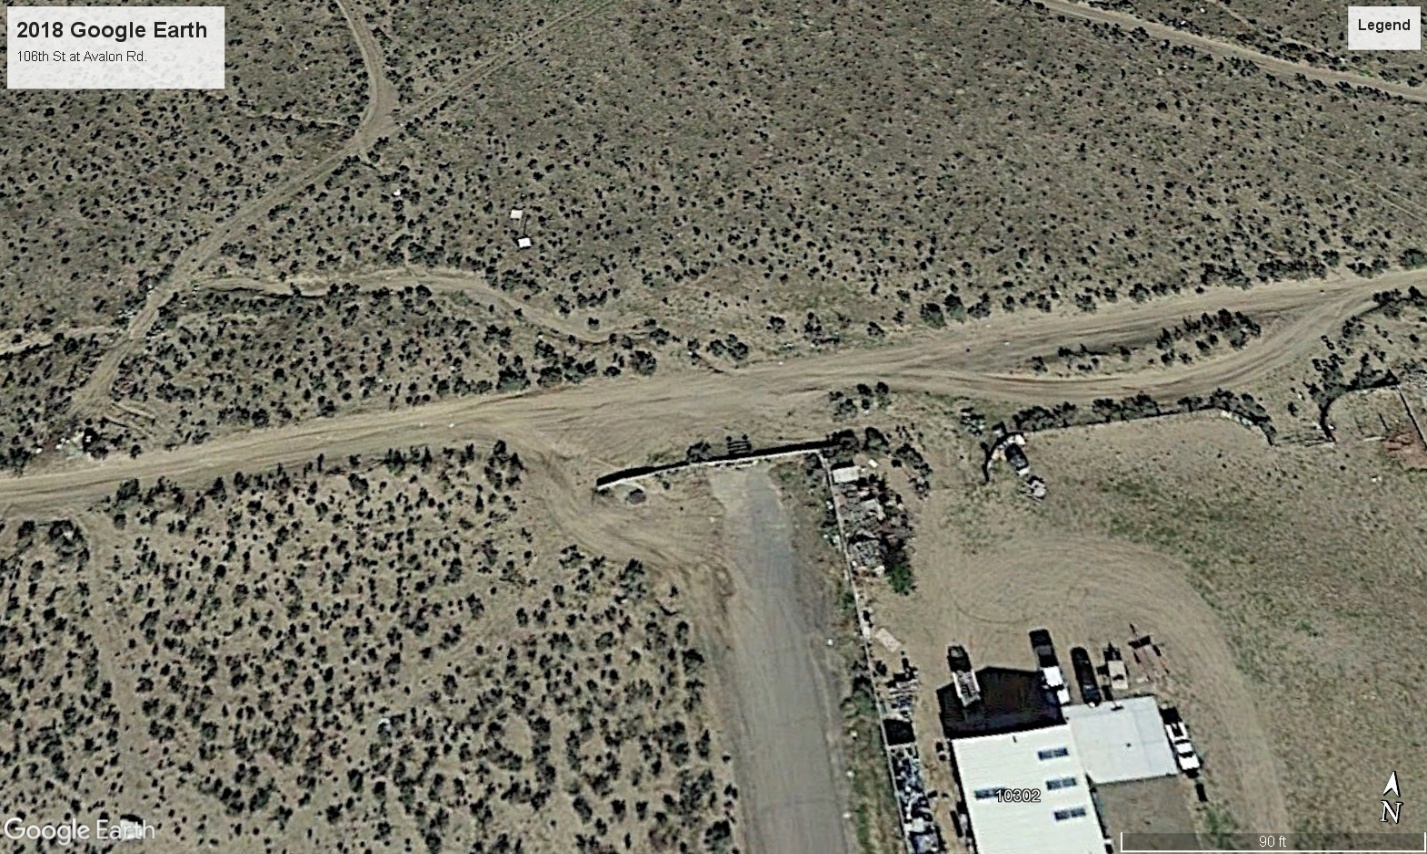 2018 Google Earth
106th St at Avalon Rd.
Legend
10302
Google Earth
N
90 ft